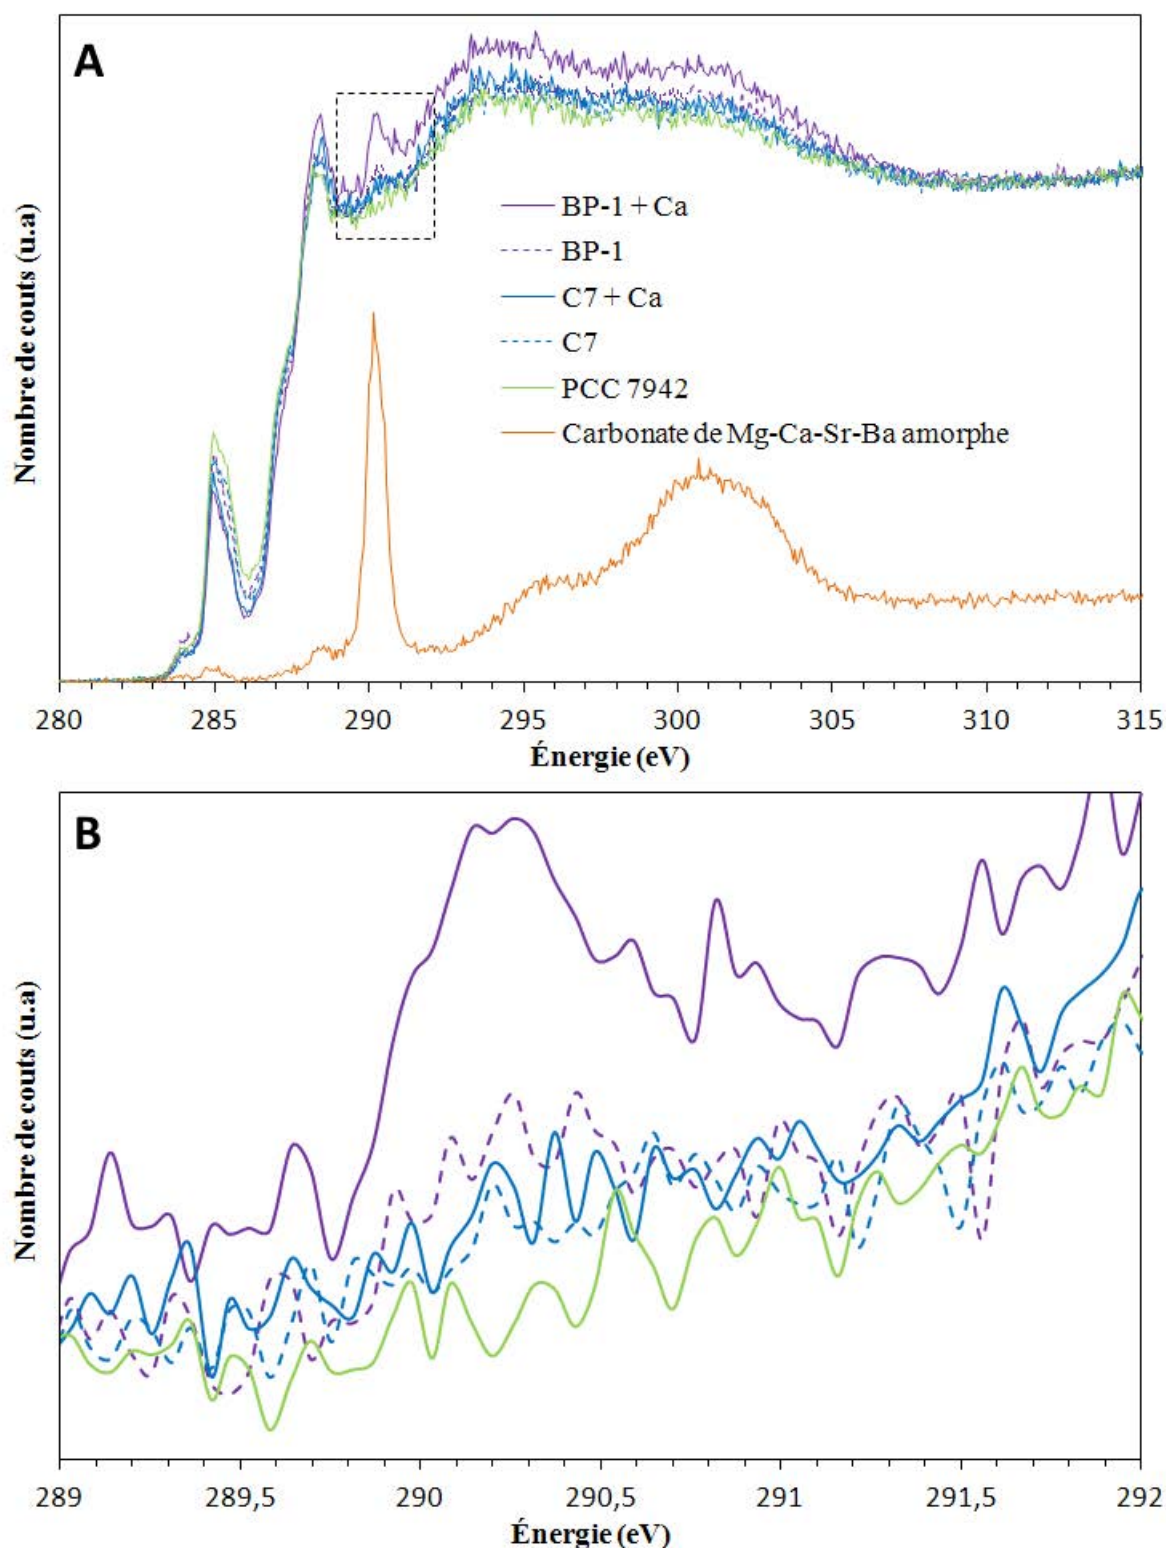 A
Nombre de couts (u.a)
BP-1 + Ca
BP-1
C7 + Ca
C7
PCC 7942
Carbonate de Mg-Ca-Sr-Ba amorphe
280 285 290 295 300 305 310 315
Énergie (eV)
B
Nombre de couts (u.a)
289 289,5 290 290,5 291 291,5 292
Énergie (eV)